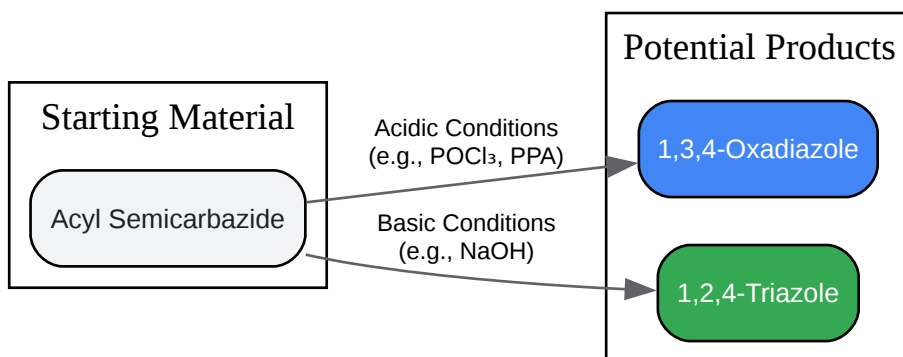 Potential Products
Starting Material
Acidic Conditions
(e.g., POCl₃, PPA)
1,3,4-Oxadiazole
Acyl Semicarbazide
Basic Conditions
(e.g., NaOH)
1,2,4-Triazole